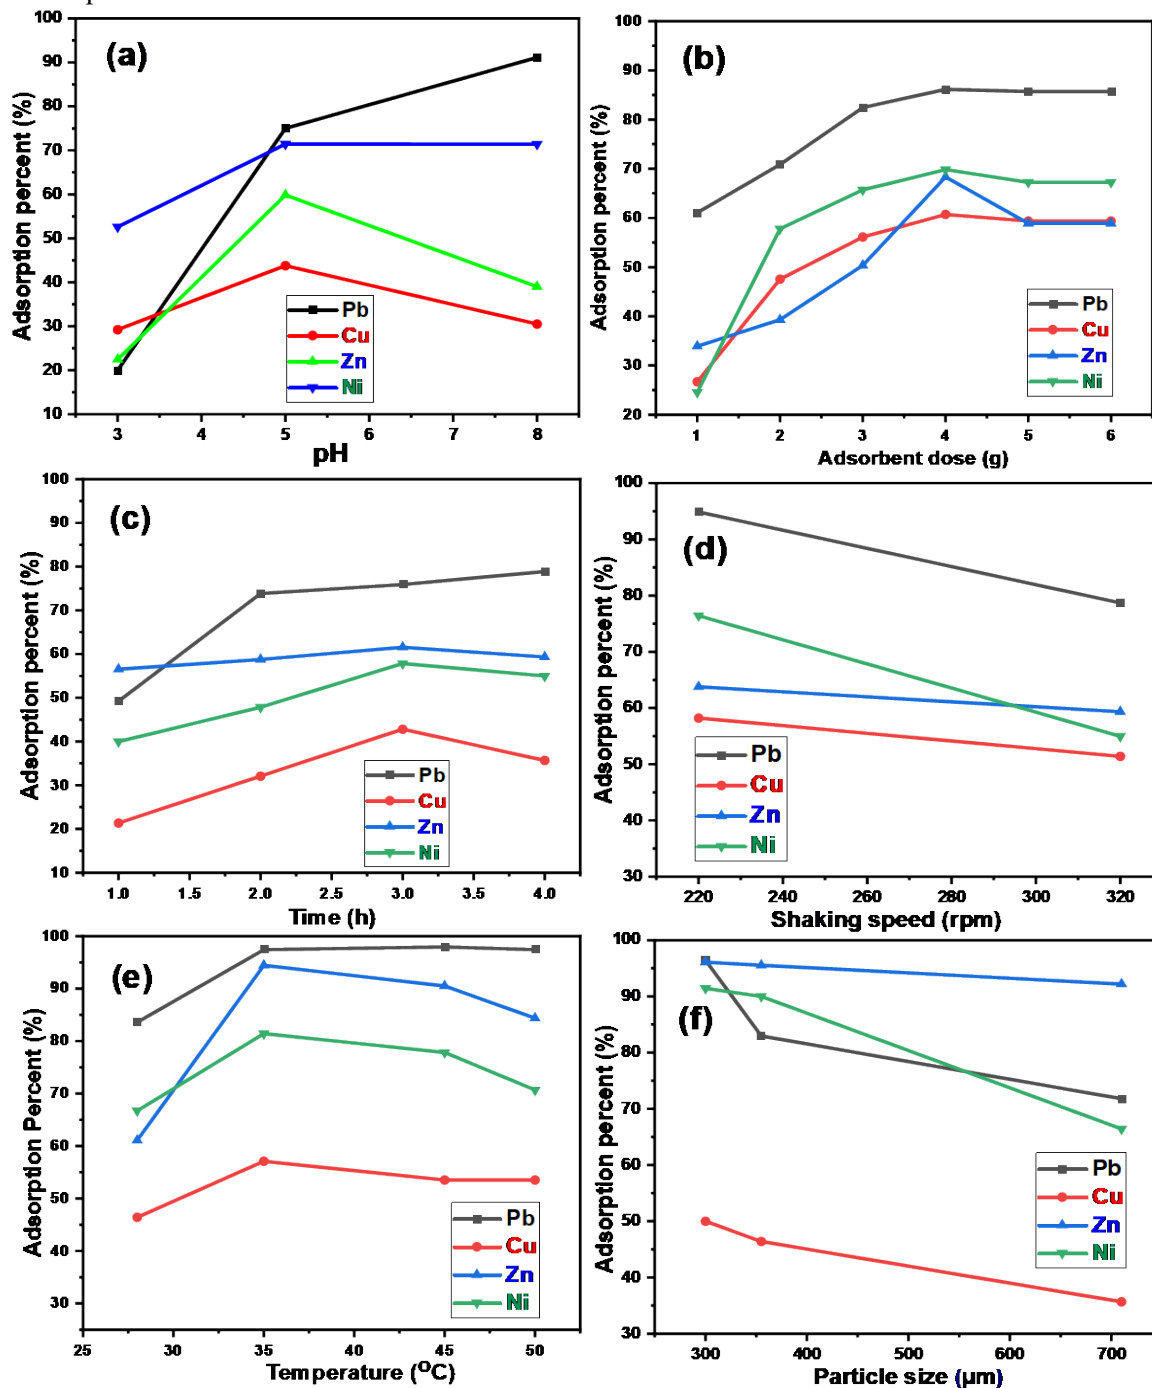 (a)
Adsorption percent (%)
100
90
80
70
60
50
40
30
20
10
Pb
Cu
Zn
Ni
3 4 5 6 7 8
pH
(b)
Adsorption percent (%)
100
90
80
70
60
50
40
30
20
Pb
Cu
Zn
Ni
1 2 3 4 5 6
Adsorbent dose (g)
(c)
Adsorption percent (%)
100
90
80
70
60
50
40
30
20
10
Pb
Cu
Zn
Ni
1.0 1.5 2.0 2.5 3.0 3.5 4.0
Time (h)
(d)
Adsorption percent (%)
100
90
80
70
60
50
40
30
Pb
Cu
Zn
Ni
220 240 260 280 300 320
Shaking speed (rpm)
(e)
Adsorption Percent (%)
100
90
80
70
60
50
40
30
Pb
Cu
Zn
Ni
25 30 35 40 45 50
Temperature (OC)
(f)
Adsorption percent (%)
100
90
80
70
60
50
40
30
Pb
Cu
Zn
Ni
300 400 500 600 700
Particle size (µm)